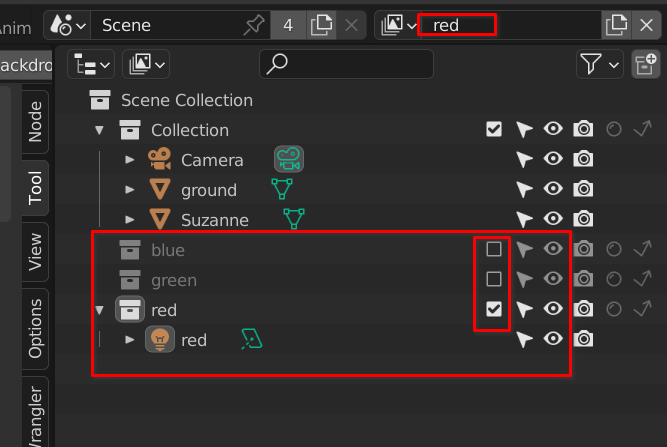 Anim
Scene
4
red
ackdro
Scene Collection
Node
Collection
Camera
Tool
ground
Suzanne
View
blue
green
Options
red
red
Wrangler